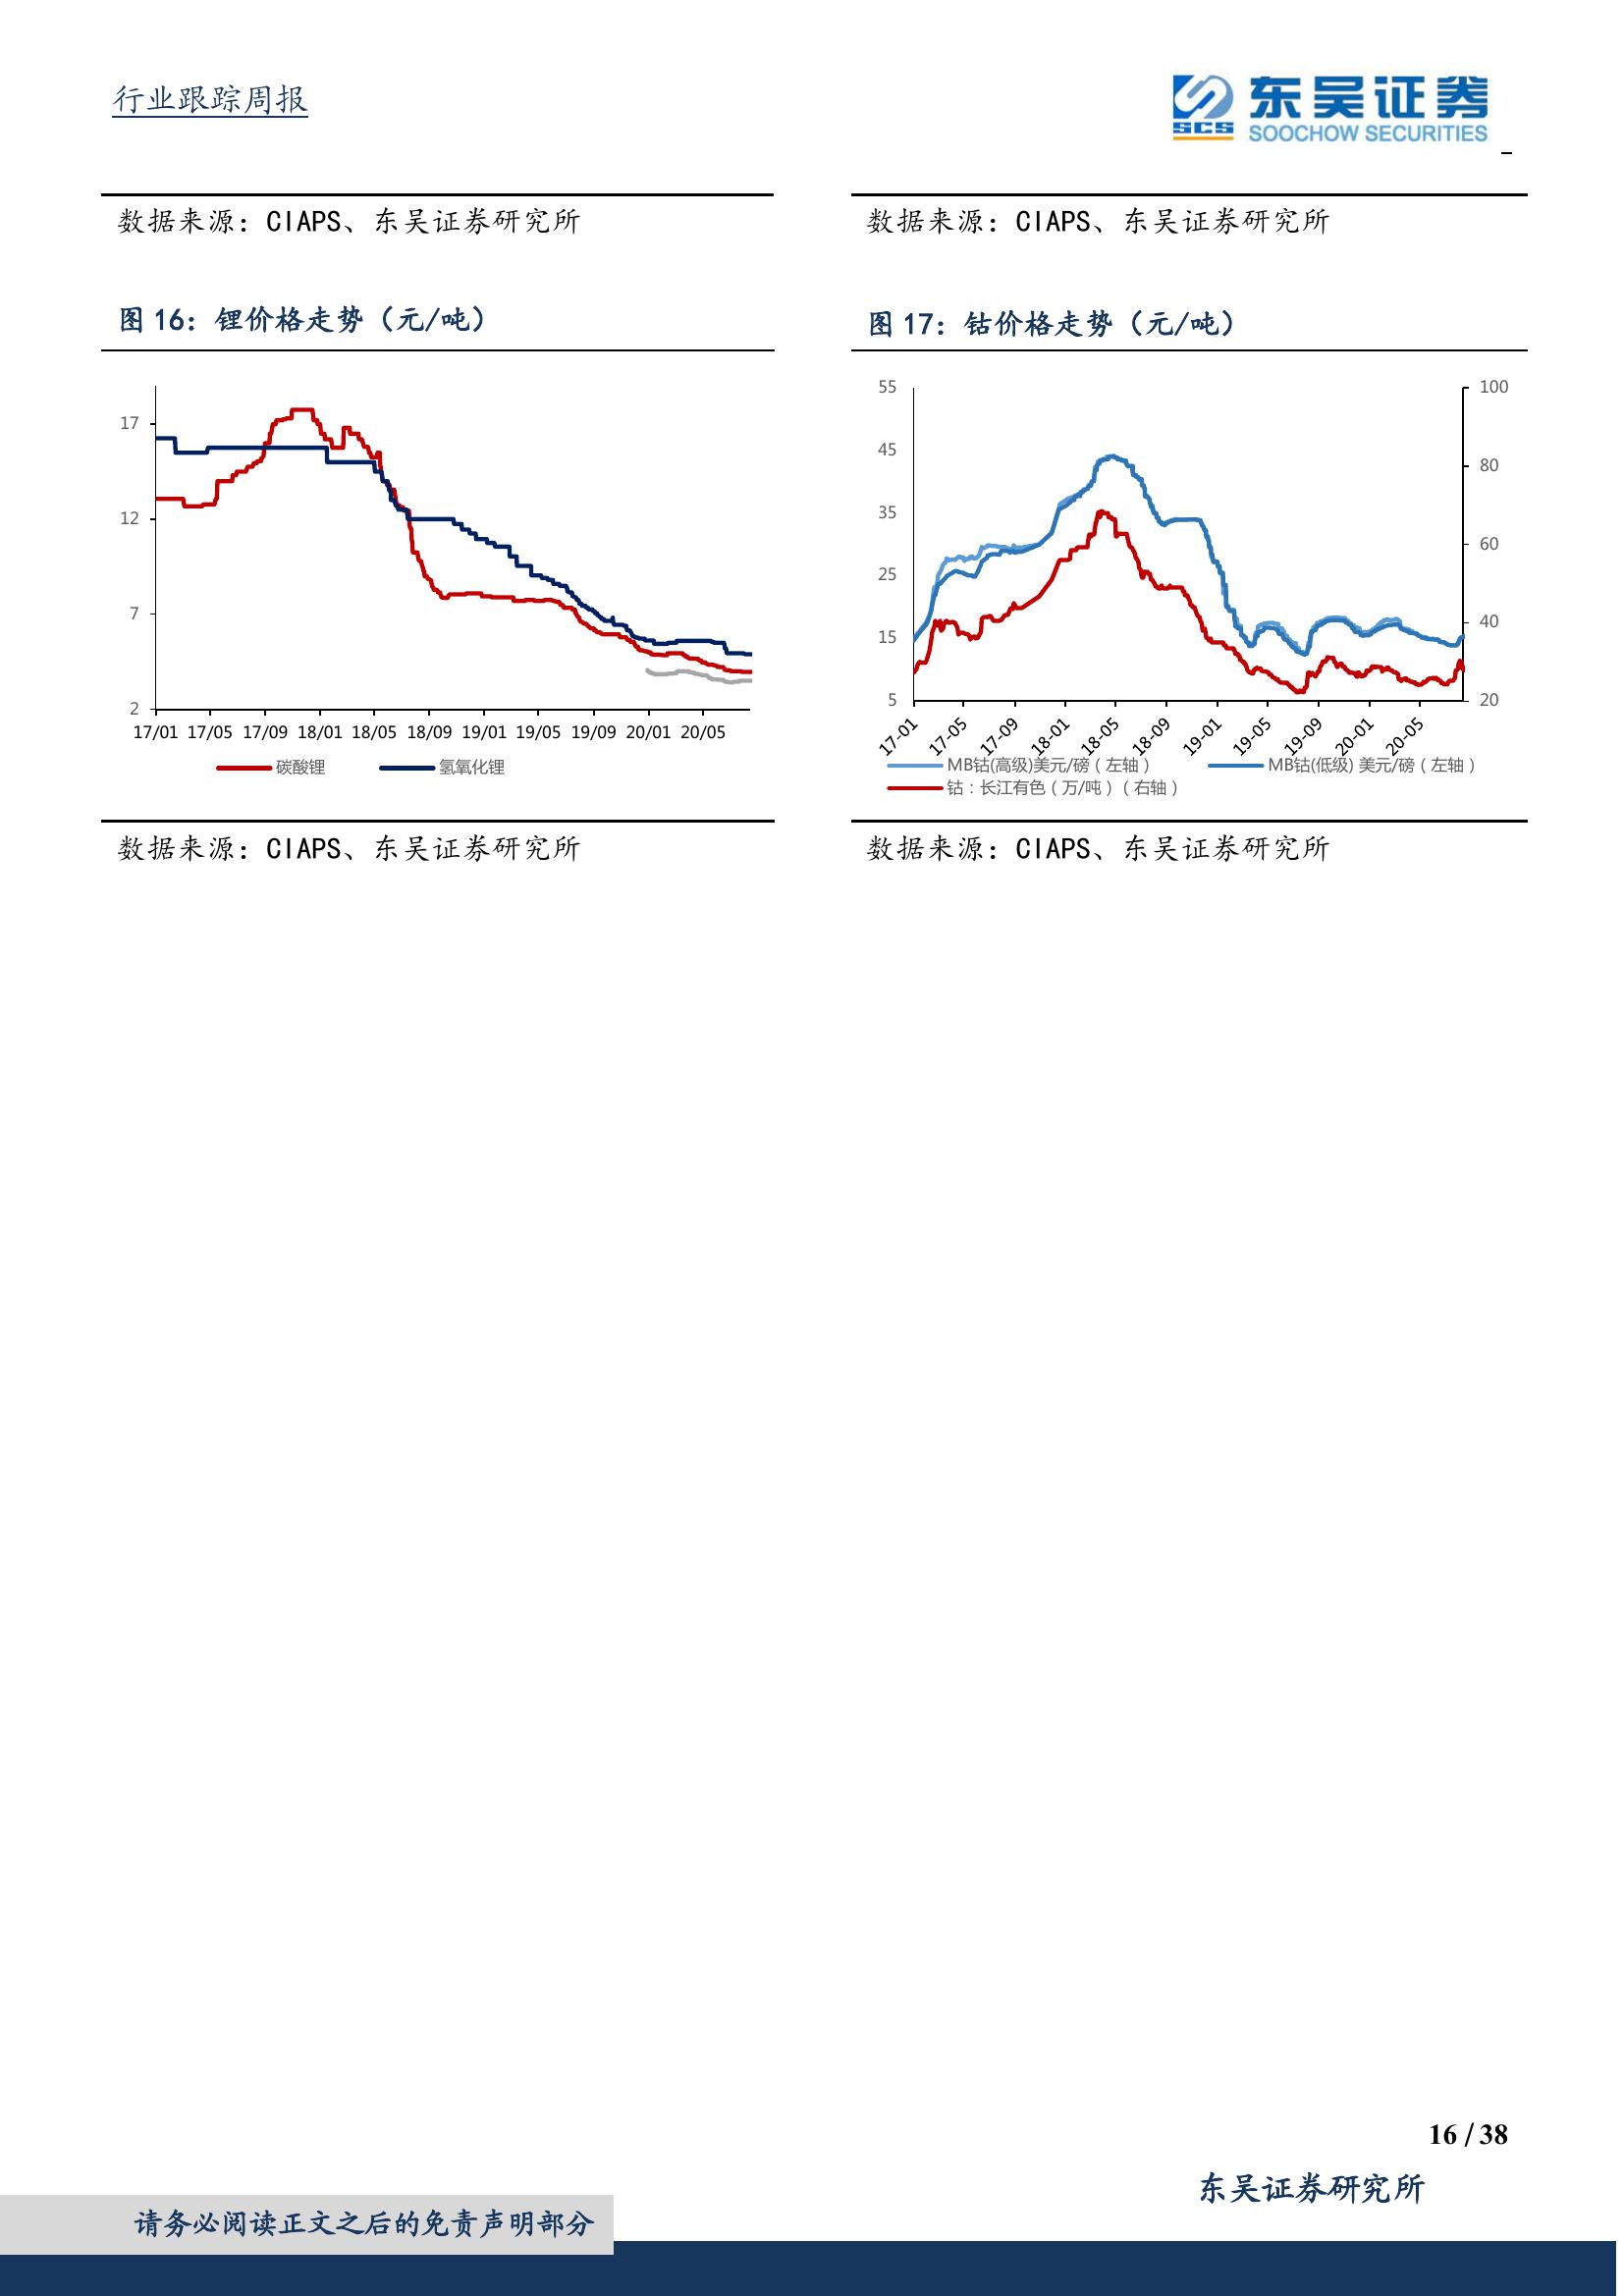 行业跟踪周报
东吴证券
SCS
SOOCHOW SECURITIES
数据来源：CIAPS、东吴证券研究所
数据来源：CIAPS、东吴证券研究所
图 16：锂价格走势（元/吨）
图 17：钴价格走势（元/吨）
17
12
7
2
17/01 17/05 17/09 18/01 18/05 18/09 19/01 19/05 19/09 20/01 20/05
碳酸锂 氢氧化锂
55
45
35
25
15
5
100
80
60
40
20
17-01 17-05 17-09 18-01 18-05 18-09 19-01 19-05 19-09 20-01 20-05
MB钴(高级)美元/磅（左轴） MB钴(低级) 美元/磅（左轴）
钴：长江有色（万/吨）（右轴）
数据来源：CIAPS、东吴证券研究所
数据来源：CIAPS、东吴证券研究所
16 / 38
东吴证券研究所
请务必阅读正文之后的免责声明部分